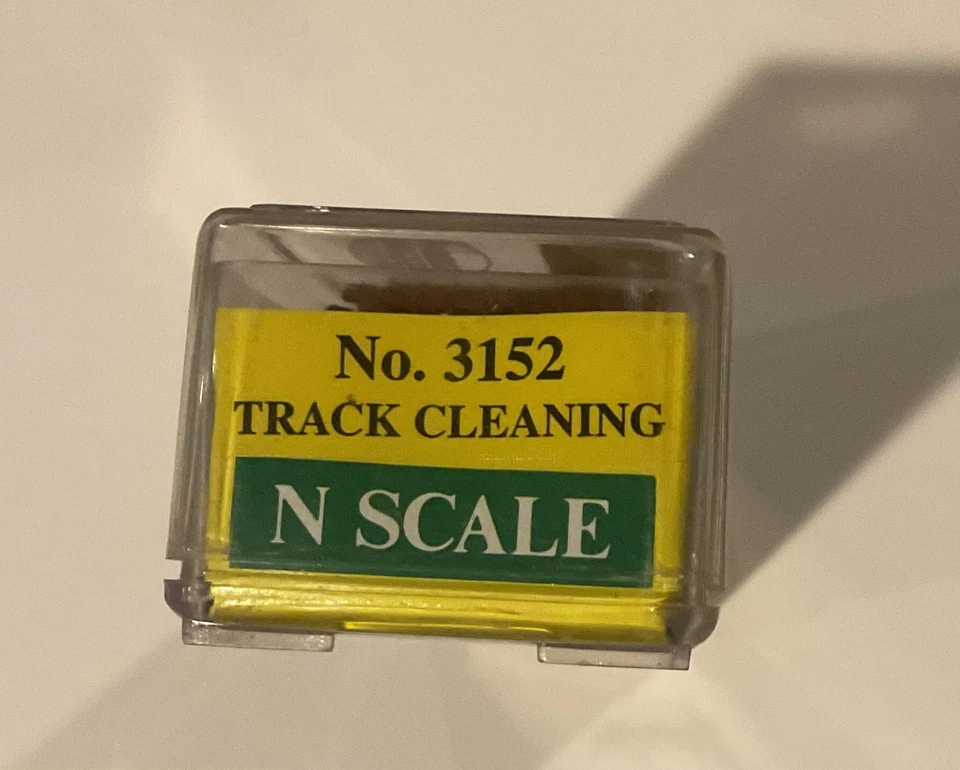 No. 3152
TRACK CLEANING
N SCALE